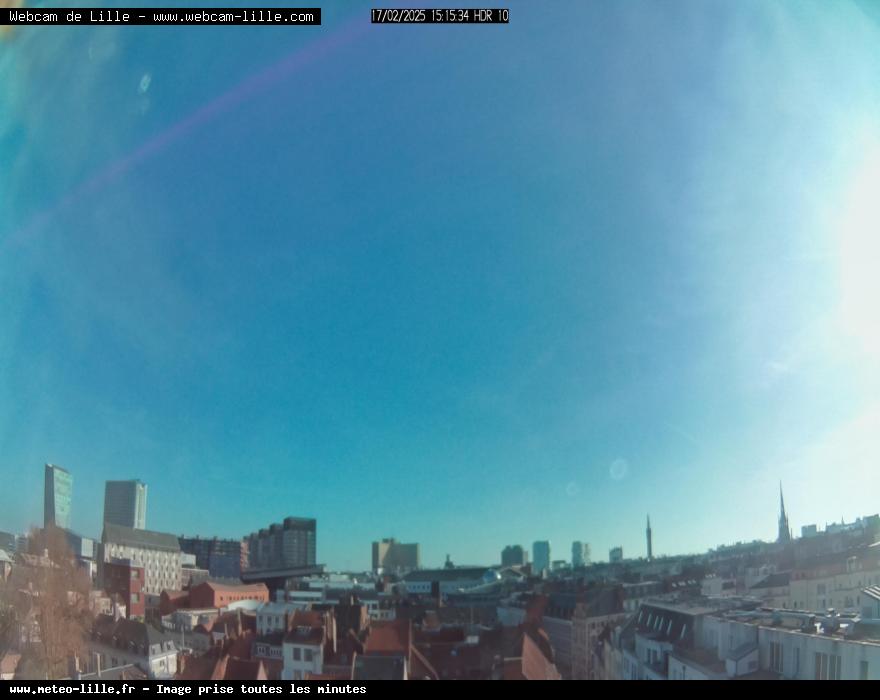 Webcam de Lille - www.webcam-lille.com
17/02/2025 15:15:34 HDR 10
www.meteo-lille.fr - Image prise toutes les minutes